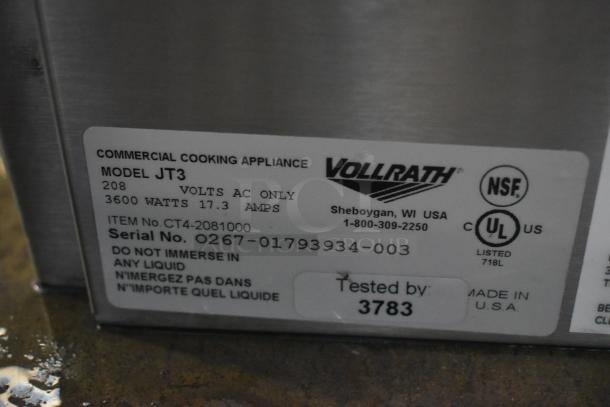 COMMERCIAL COOKING APPLIANCE
MODEL JT3
208 VOLTS AC ONLY
3600 WATTS 17.3 AMPS
ITEM No. CT4-2081000
Serial No. 0267-01793934-003
DO NOT IMMERSE IN
ANY LIQUID
N'IMERGEZ PAS DANS
N"IMPORTE QUEL LIQUIDE
VOLLRATH
Sheboygan, WI USA
1-800-309-2250
NSF
C UL US
LISTED
718L
Tested by:
3783
MADE IN
U.S.A.
BE